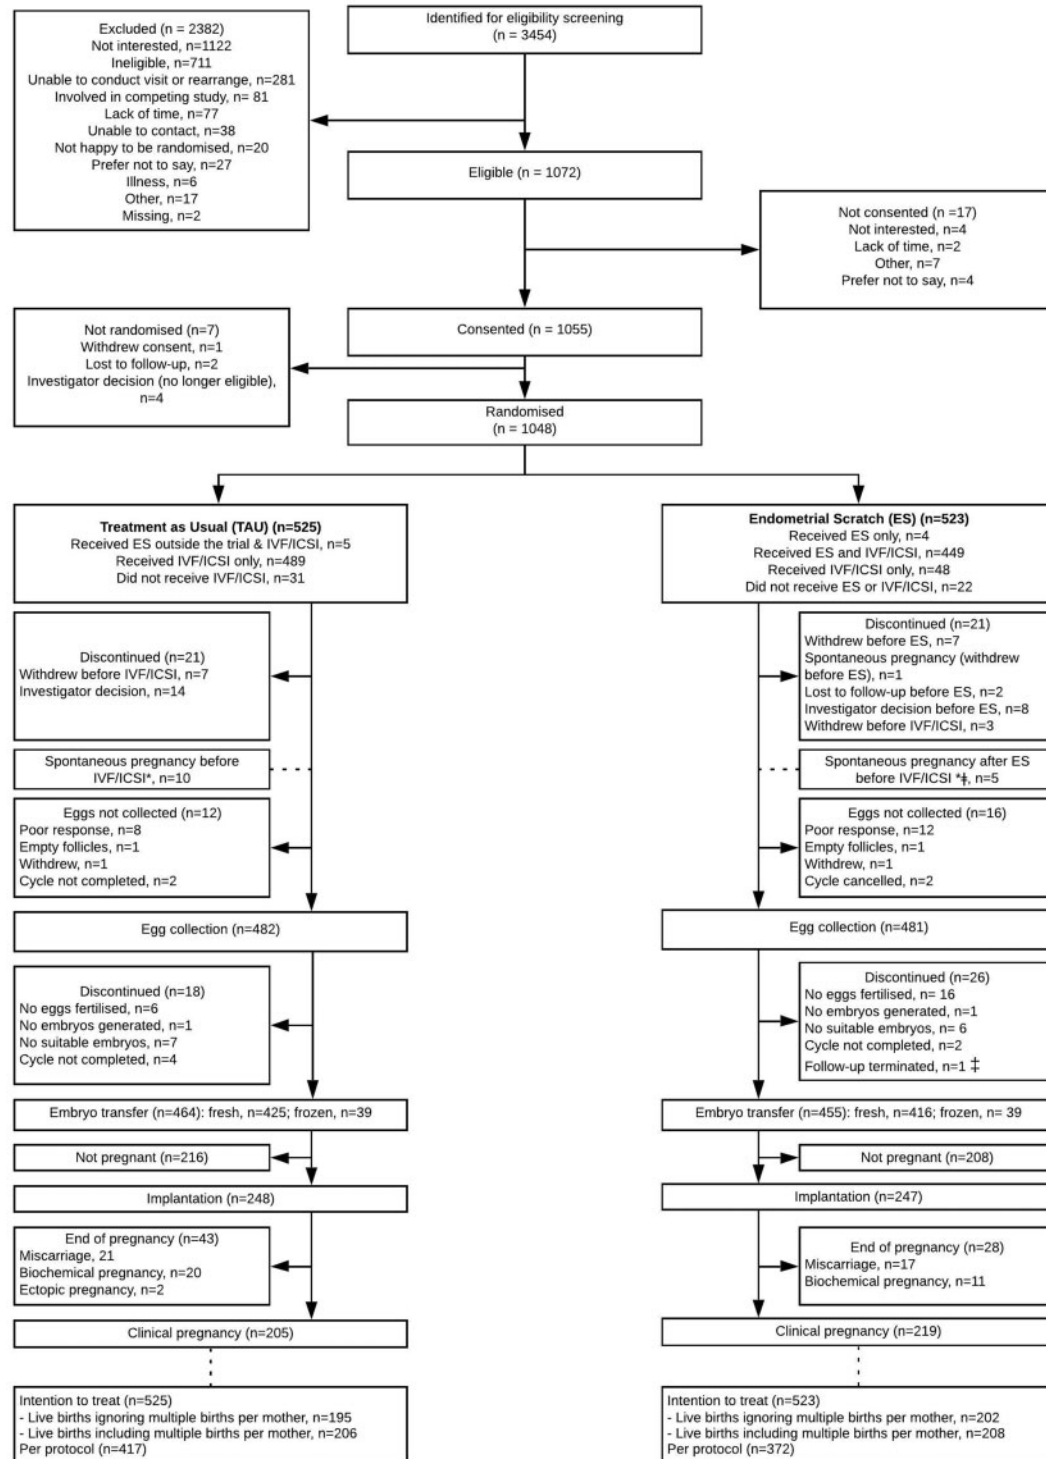 Identified for eligibility screening
(n = 3454)
Excluded (n = 2382)
Not interested, n=1122
Ineligible, n=711
Unable to conduct visit or rearrange, n=281
Involved in competing study, n= 81
Lack of time, n=77
Unable to contact, n=38
Not happy to be randomised, n=20
Prefer not to say, n=27
Illness, n=6
Other, n=17
Missing, n=2
Eligible (n = 1072)
Not consented (n =17)
Not interested, n=4
Lack of time, n=2
Other, n=7
Prefer not to say, n=4
Consented (n = 1055)
Not randomised (n=7)
Withdrew consent, n=1
Lost to follow-up, n=2
Investigator decision (no longer eligible),
n=4
Randomised
(n = 1048)
Treatment as Usual (TAU) (n=525)
Received ES outside the trial & IVF/ICSI, n=5
Received IVF/ICSI only, n=489
Did not receive IVF/ICSI, n=31
Endometrial Scratch (ES) (n=523)
Received ES only, n=4
Received ES and IVF/ICSI, n=449
Received IVF/ICSI only, n=48
Did not receive ES or IVF/ICSI, n=22
Discontinued (n=21)
Withdrew before IVF/ICSI, n=7
Investigator decision, n=14
Discontinued (n=21)
Withdrew before ES, n=7
Spontaneous pregnancy (withdrew
before ES), n=1
Lost to follow-up before ES, n=2
Investigator decision before ES, n=8
Withdrew before IVF/ICSI, n=3
Spontaneous pregnancy before
IVF/ICSI*, n=10
Spontaneous pregnancy after ES
before IVF/ICSI *ǂ, n=5
Eggs not collected (n=12)
Poor response, n=8
Empty follicles, n=1
Withdrew, n=1
Cycle not completed, n=2
Eggs not collected (n=16)
Poor response, n=12
Empty follicles, n=1
Withdrew, n=1
Cycle cancelled, n=2
Egg collection (n=482)
Egg collection (n=481)
Discontinued (n=18)
No eggs fertilised, n=6
No embryos generated, n=1
No suitable embryos, n=7
Cycle not completed, n=4
Discontinued (n=26)
No eggs fertilised, n= 16
No embryos generated, n=1
No suitable embryos, n= 6
Cycle not completed, n=2
Follow-up terminated, n=1 ‡
Embryo transfer (n=464): fresh, n=425; frozen, n=39
Embryo transfer (n=455): fresh, n=416; frozen, n= 39
Not pregnant (n=216)
Not pregnant (n=208)
Implantation (n=248)
Implantation (n=247)
End of pregnancy (n=43)
Miscarriage, 21
Biochemical pregnancy, n=20
Ectopic pregnancy, n=2
End of pregnancy (n=28)
Miscarriage, n=17
Biochemical pregnancy, n=11
Clinical pregnancy (n=205)
Clinical pregnancy (n=219)
Intention to treat (n=525)
- Live births ignoring multiple births per mother, n=195
- Live births including multiple births per mother, n=206
Per protocol (n=417)
Intention to treat (n=523)
- Live births ignoring multiple births per mother, n=202
- Live births including multiple births per mother, n=208
Per protocol (n=372)